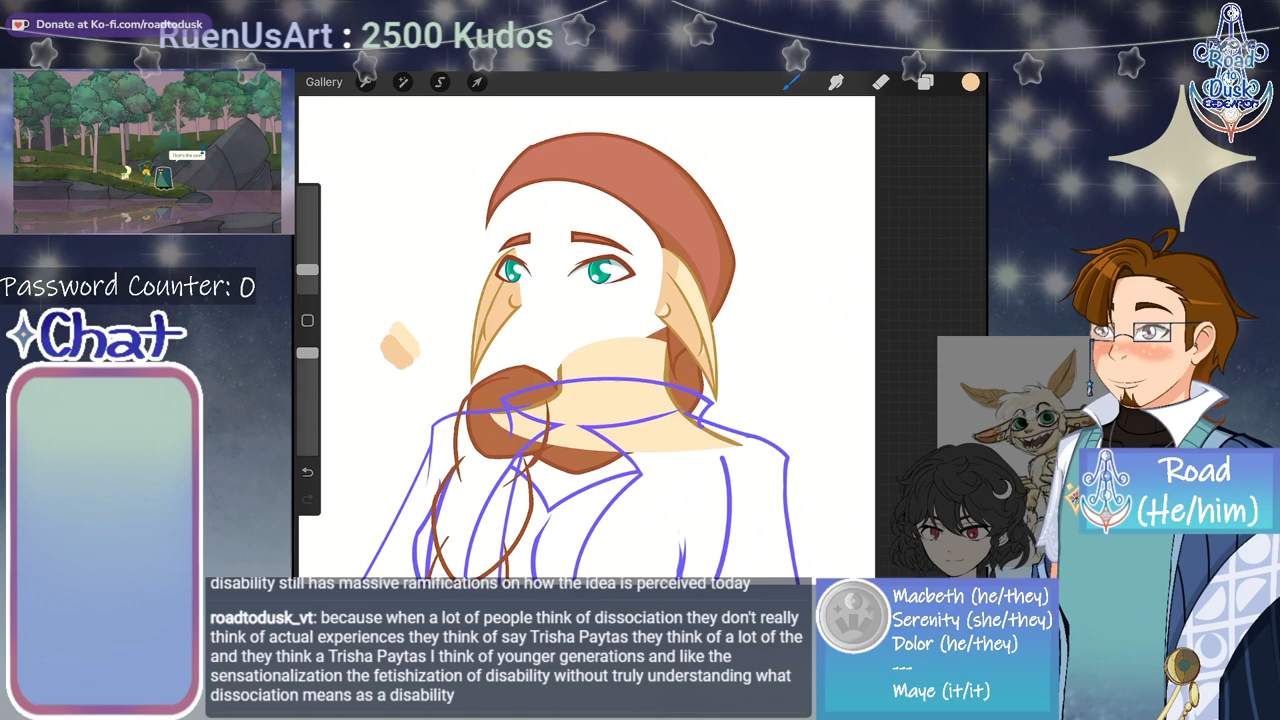 Donate at Ko-fi.com/roadtodusk
RuenUsArt : 2500 Kudos
Road
to
Dusk
Gallery
That's the one!
Password Counter: 0
Chat
Road
(He/him)
disability still has massive ramifications on how the idea is perceived today
roadtodusk_vt: because when a lot of people think of dissociation they don't really
think of actual experiences they think of say Trisha Paytas they think of a lot of the
and they think a Trisha Paytas I think of younger generations and like the
sensationalization the fetishization of disability without truly understanding what
dissociation means as a disability
Macbeth (he/they)
Serenity (she/they)
Dolor (he/they)
---
Maye (it/it)